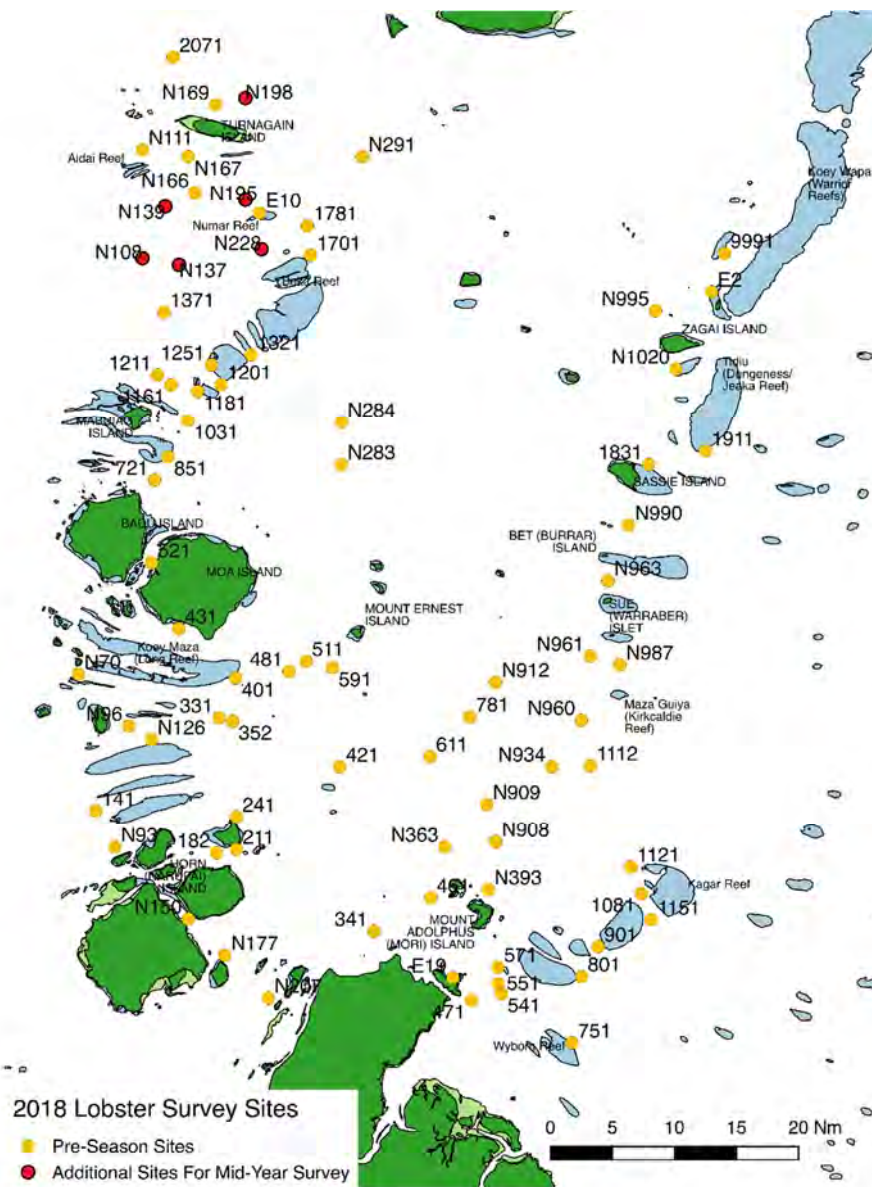 2071
N169
N198
TURNAGAIN
ISLAND
N111
N291
Aidai Reef
N167
Koey Wapa
(Warrior
Reefs)
N166
N195
E10
N139
1781
Numar Reef
N228
1701
9991
N108
N137
E2
N995
1371
ZAGAI ISLAND
1321
1251
N1020
Tidiu
(Dungeness/
Jeaka Reef)
1211
1201
1161
1181
MABUIAG
ISLAND
1031
N284
1911
851
N283
1831
721
SASSIE ISLAND
N990
BADU ISLAND
BET (BURRAR)
ISLAND
521
MOA ISLAND
N963
SUE
(WARRABER)
ISLET
MOUNT ERNEST
ISLAND
431
Koey Maza
(Long Reef)
N961
N987
511
481
N70
591
401
N912
Maza Guiya
(Kirkcaldie
Reef)
331
781
N960
N96
N126
352
611
421
N934
1112
N909
141
241
N363
N908
N93
182
211
1121
HORN
ISLAND
N393
Kagar Reef
1081
1151
N150
341
MOUNT
ADOLPHUS
(MORI) ISLAND
901
N177
571
E19
801
551
541
471
751
Wyborn Reef
2018 Lobster Survey Sites
Pre-Season Sites
Additional Sites For Mid-Year Survey
0 5 10 15 20 Nm